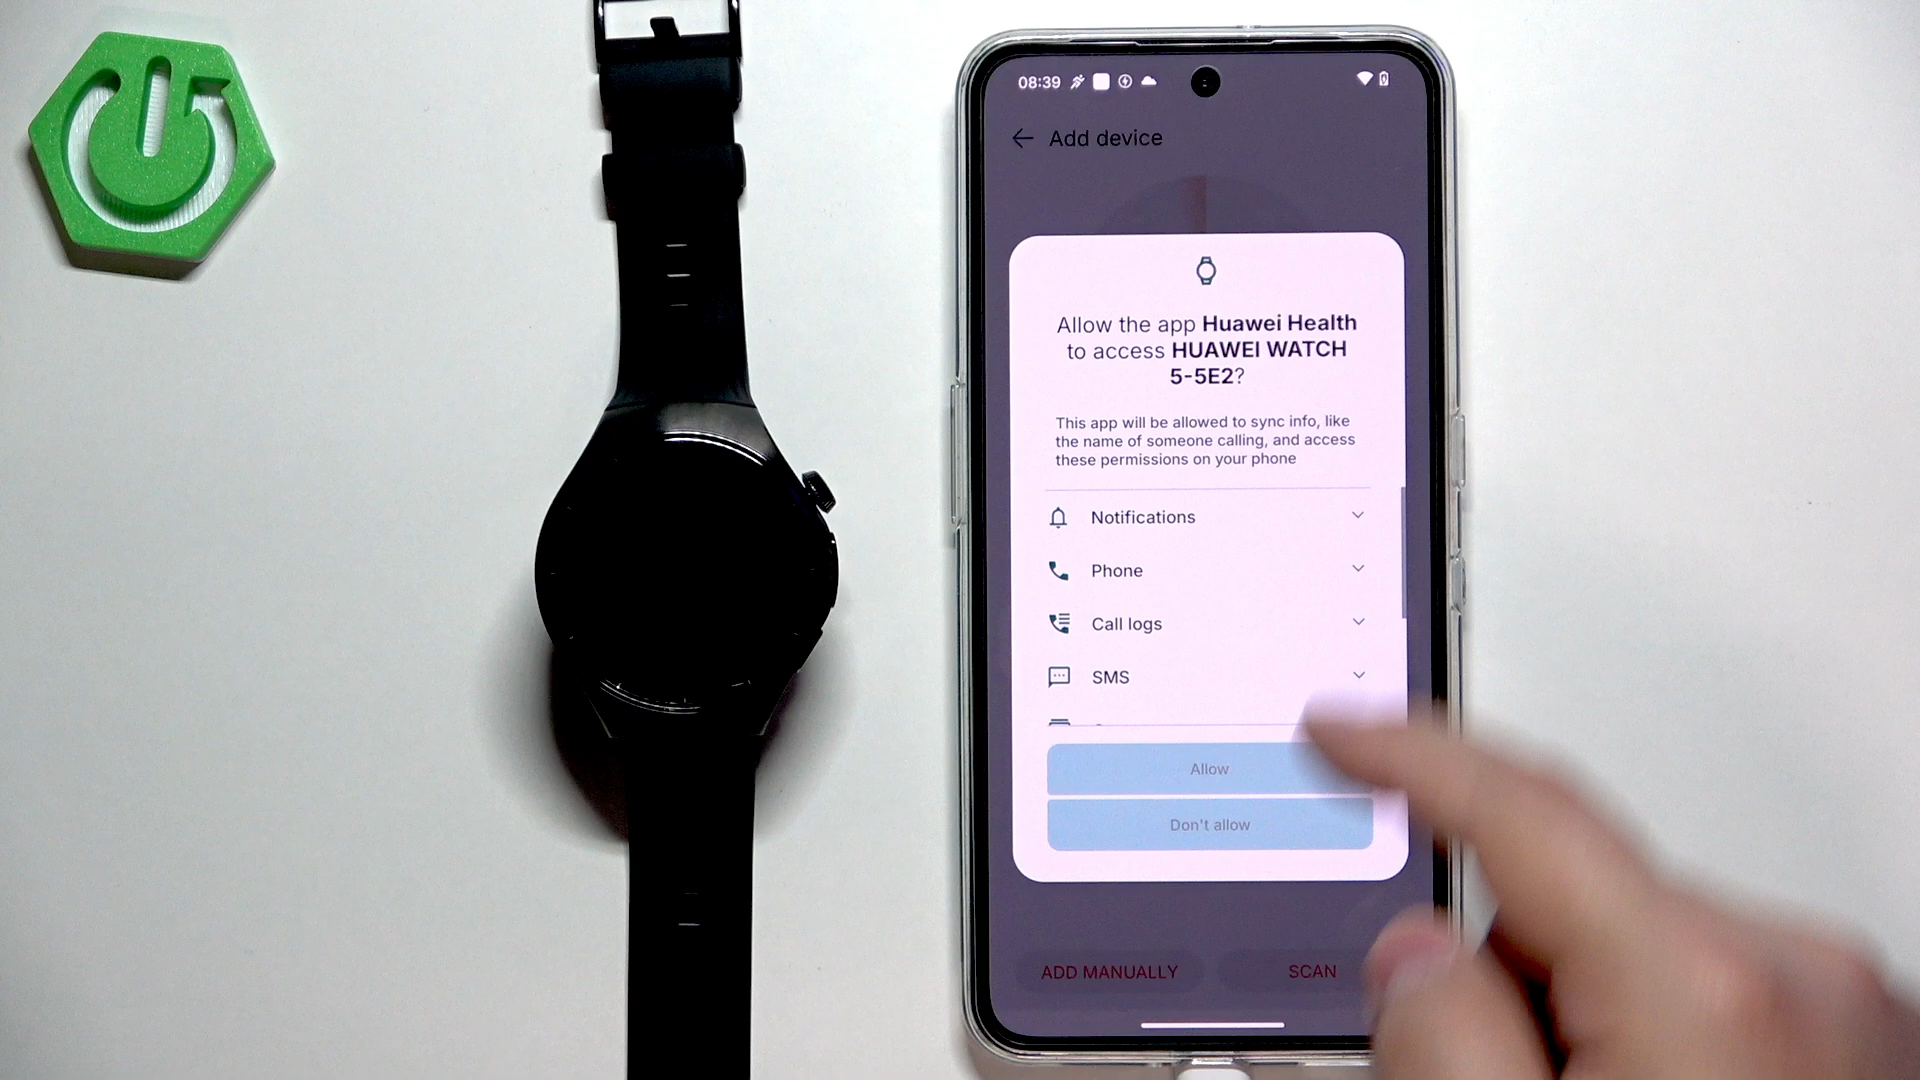 08:39
Add device
Allow the app Huawei Health
to access HUAWEI WATCH
5-5E2?
This app will be allowed to sync info, like
the name of someone calling, and access
these permissions on your phone
Notifications
Phone
Call logs
SMS
Allow
Don't allow
ADD MANUALLY
SCAN